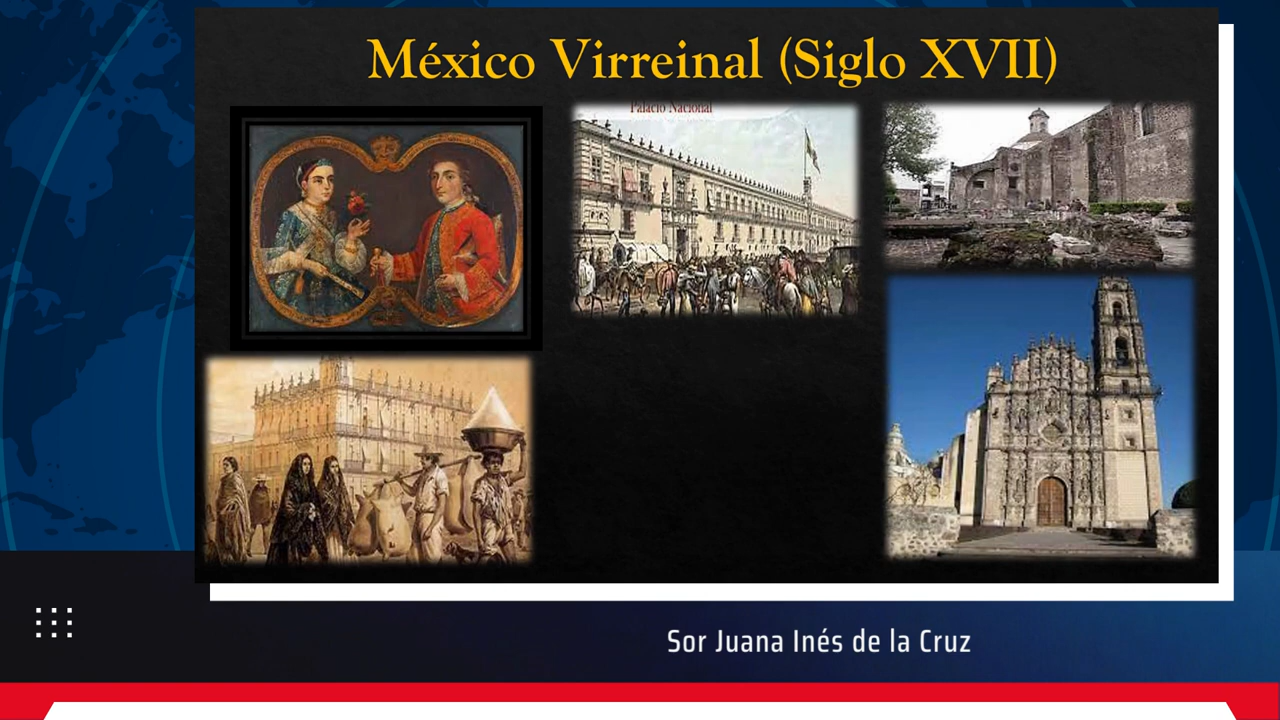 México Virreinal (Siglo XVII)
Palacio Nacional
Sor Juana Inés de la Cruz